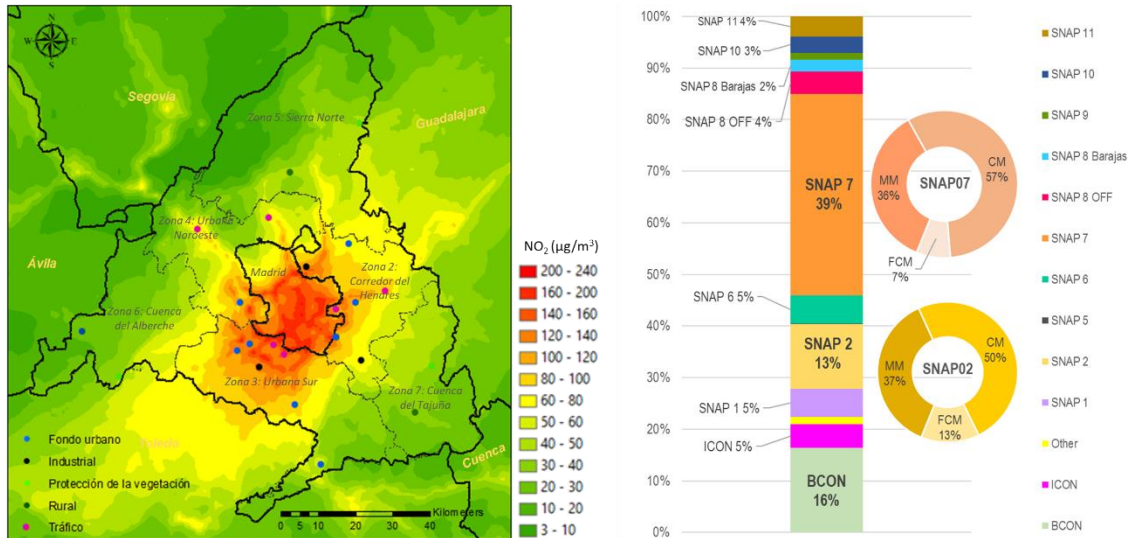 N
W
E
S
Segovia
Zona 5: Sierra Norte
Guadalajara
Zona 4: Urbana
Noroeste
Madrid
Zona 2:
Corredor del
Henares
Ávila
Zona 6: Cuenca
del Alberche
Zona 3: Urbana Sur
Zona 7: Cuenca
del Tajuña
Toledo
Cuenca
Fondo urbano
Industrial
Protección de la vegetación
Rural
Tráfico
Kilometers
0 5 10 20 30 40
NO₂ (µg/m³)
200 - 240
160 - 200
140 - 160
120 - 140
100 - 120
80 - 100
60 - 80
50 - 60
40 - 50
30 - 40
20 - 30
10 - 20
3 - 10
100%
90%
80%
70%
60%
50%
40%
30%
20%
10%
0%
SNAP 11 4%
SNAP 10 3%
SNAP 8 Barajas 2%
SNAP 8 OFF 4%
SNAP 7
39%
SNAP 6 5%
SNAP 2
13%
SNAP 1 5%
ICON 5%
BCON
16%
SNAP07
CM
57%
MM
36%
FCM
7%
SNAP02
CM
50%
MM
37%
FCM
13%
SNAP 11
SNAP 10
SNAP 9
SNAP 8 Barajas
SNAP 8 OFF
SNAP 7
SNAP 6
SNAP 5
SNAP 2
SNAP 1
Other
ICON
BCON